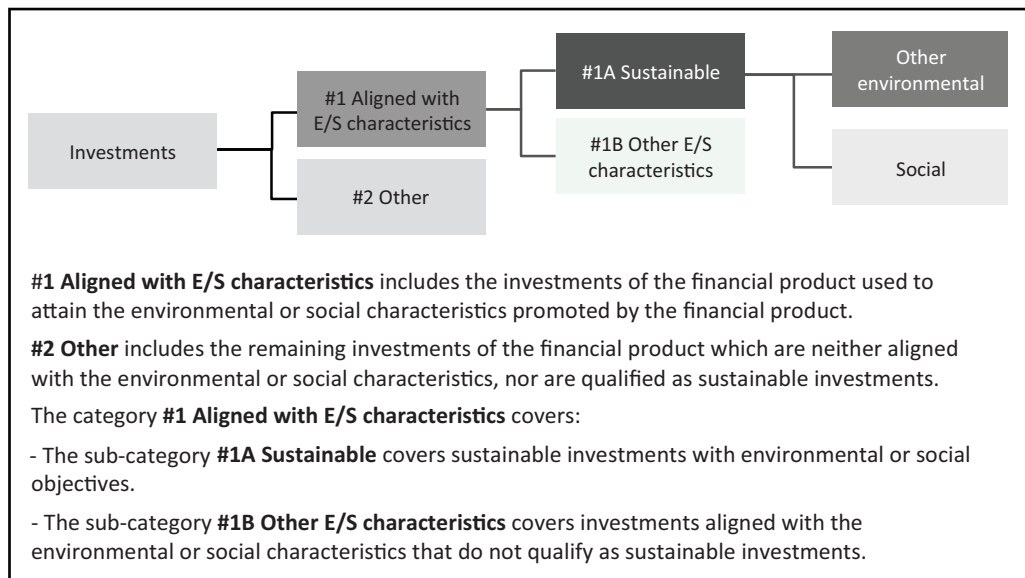 Investments
#1 Aligned with
E/S characteristics
#2 Other
#1A Sustainable
#1B Other E/S
characteristics
Other
environmental
Social
#1 Aligned with E/S characteristics includes the investments of the financial product used to
attain the environmental or social characteristics promoted by the financial product.
#2 Other includes the remaining investments of the financial product which are neither aligned
with the environmental or social characteristics, nor are qualified as sustainable investments.
The category #1 Aligned with E/S characteristics covers:
- The sub-category #1A Sustainable covers sustainable investments with environmental or social
objectives.
- The sub-category #1B Other E/S characteristics covers investments aligned with the
environmental or social characteristics that do not qualify as sustainable investments.